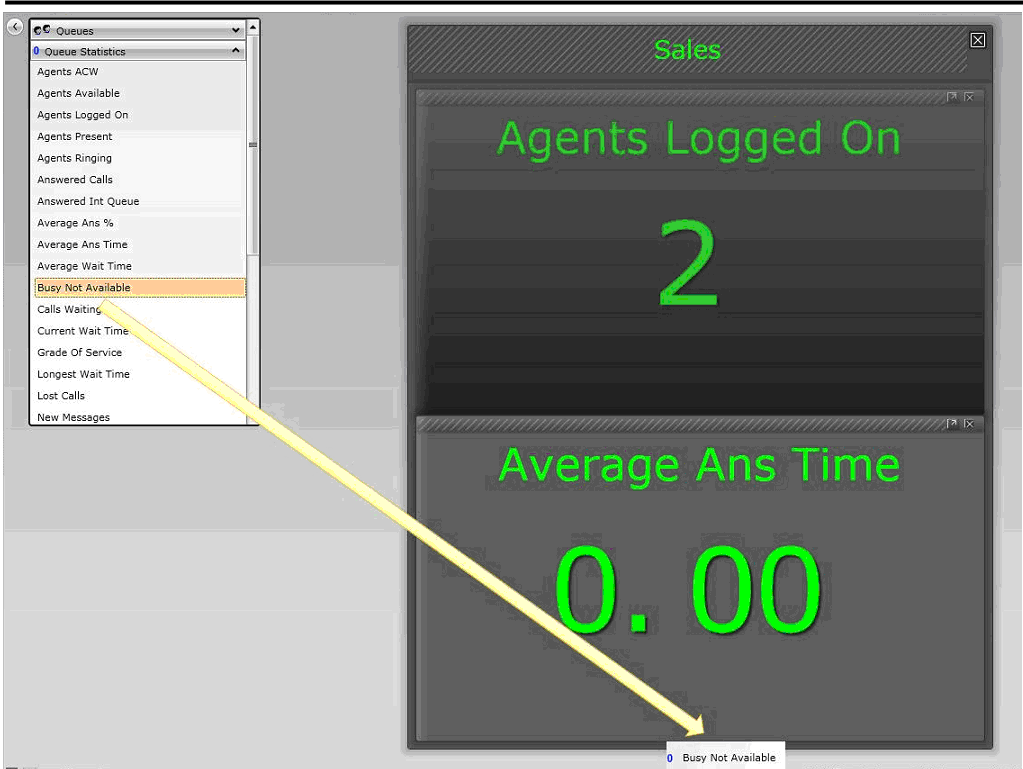 Queues
0 Queue Statistics
Agents ACW
Agents Available
Agents Logged On
Agents Present
Agents Ringing
Answered Calls
Answered Int Queue
Average Ans %
Average Ans Time
Average Wait Time
Busy Not Available
Calls Waiting
Current Wait Time
Grade Of Service
Longest Wait Time
Lost Calls
New Messages
Sales
Agents Logged On
2
Average Ans Time
0. 00
0 Busy Not Available